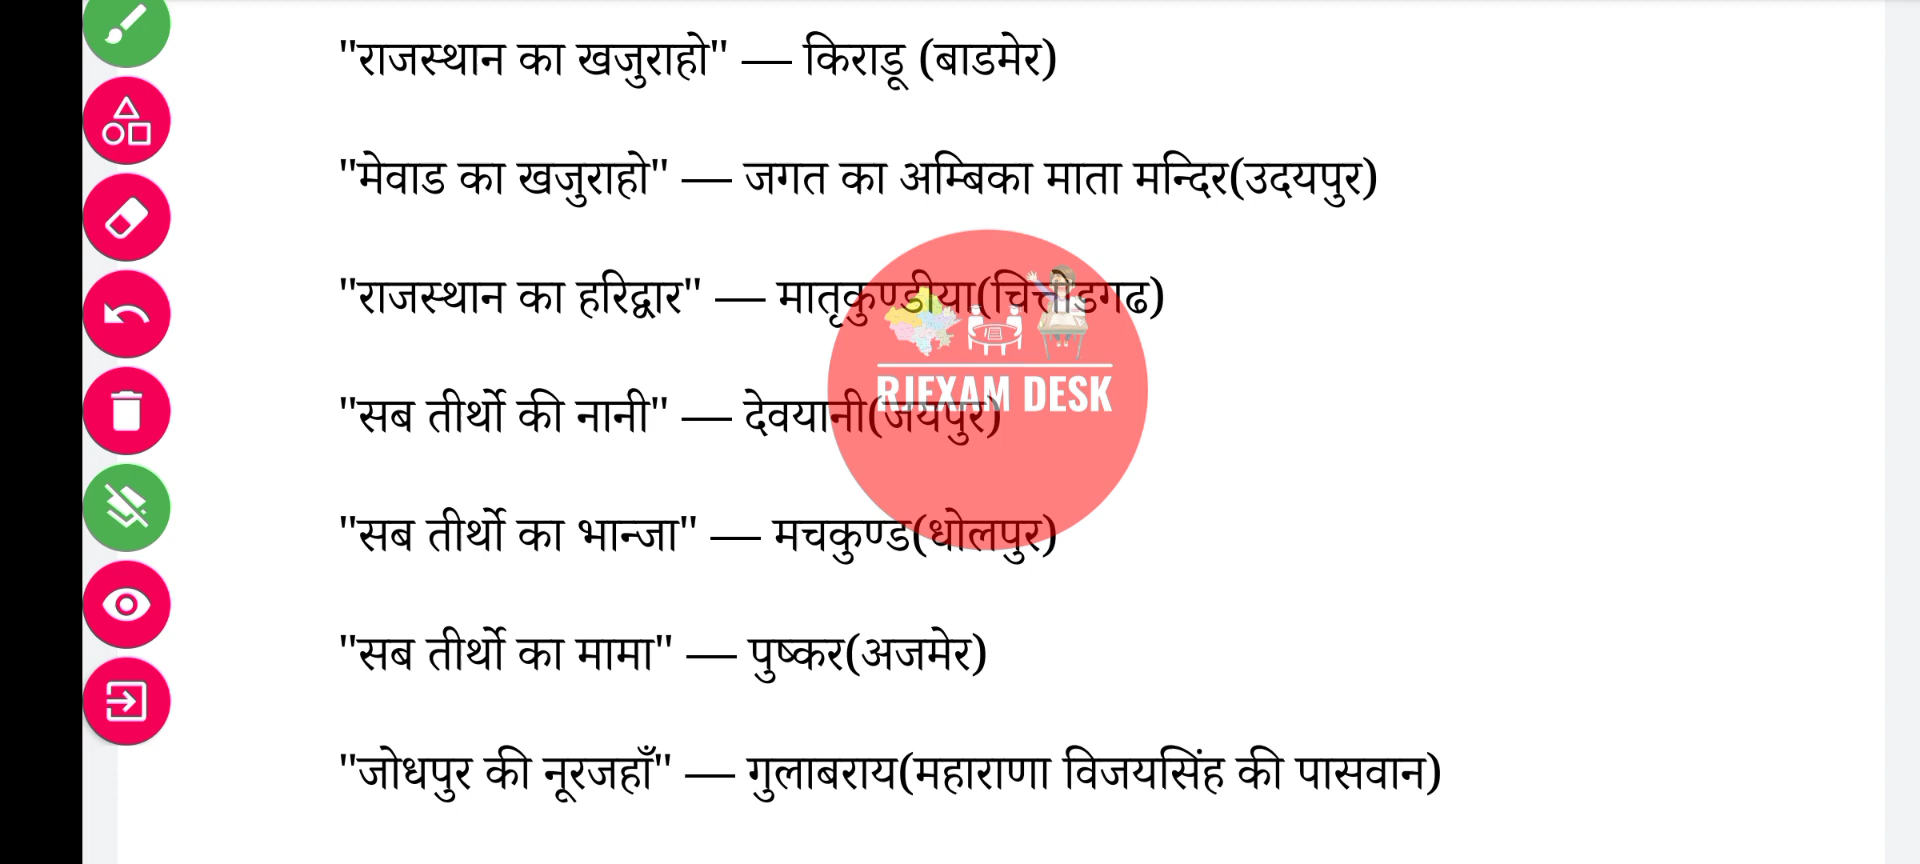 "राजस्थान का खजुराहो" — किराडू (बाडमेर)
"मेवाड का खजुराहो" — जगत का अम्बिका माता मन्दिर(उदयपुर)
"राजस्थान का हरिद्वार" — मातृकुण्डीया(चित्तोडगढ)
RJEXAM DESK
"सब तीर्थो की नानी" — देवयानी(जयपुर)
"सब तीर्थो का भान्जा" — मचकुण्ड(धोलपुर)
"सब तीर्थो का मामा" — पुष्कर(अजमेर)
"जोधपुर की नूरजहाँ" — गुलाबराय(महाराणा विजयसिंह की पासवान)